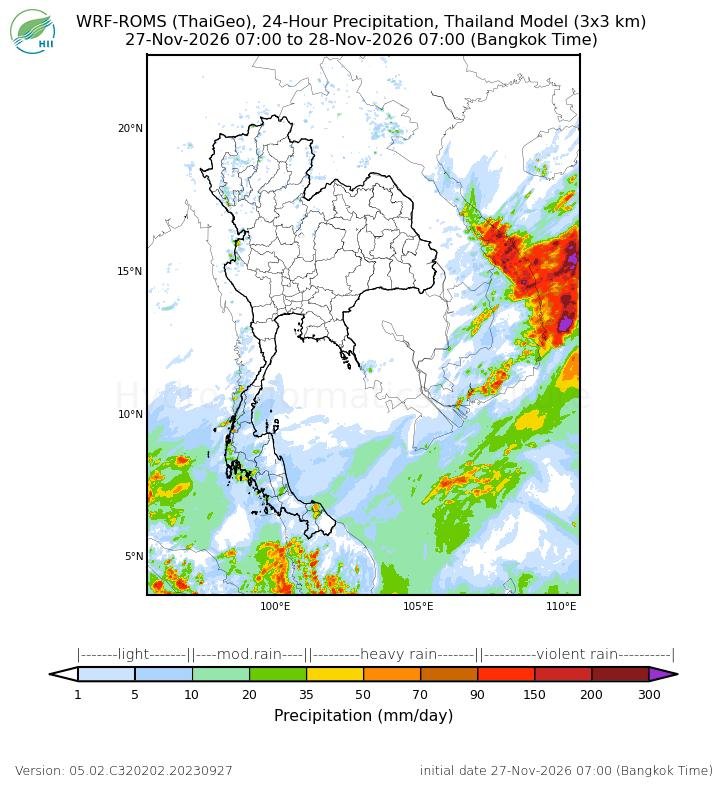 WRF-ROMS (ThaiGeo), 24-Hour Precipitation, Thailand Model (3x3 km)
27-Nov-2026 07:00 to 28-Nov-2026 07:00 (Bangkok Time)
HII
20°N
15°N
10°N
5°N
100°E 105°E 110°E
|-------light-------||----mod.rain----||---------heavy rain---------||----------violent rain----------|
1 5 10 20 35 50 70 90 150 200 300
Precipitation (mm/day)
Version: 05.02.C320202.20230927
initial date 27-Nov-2026 07:00 (Bangkok Time)